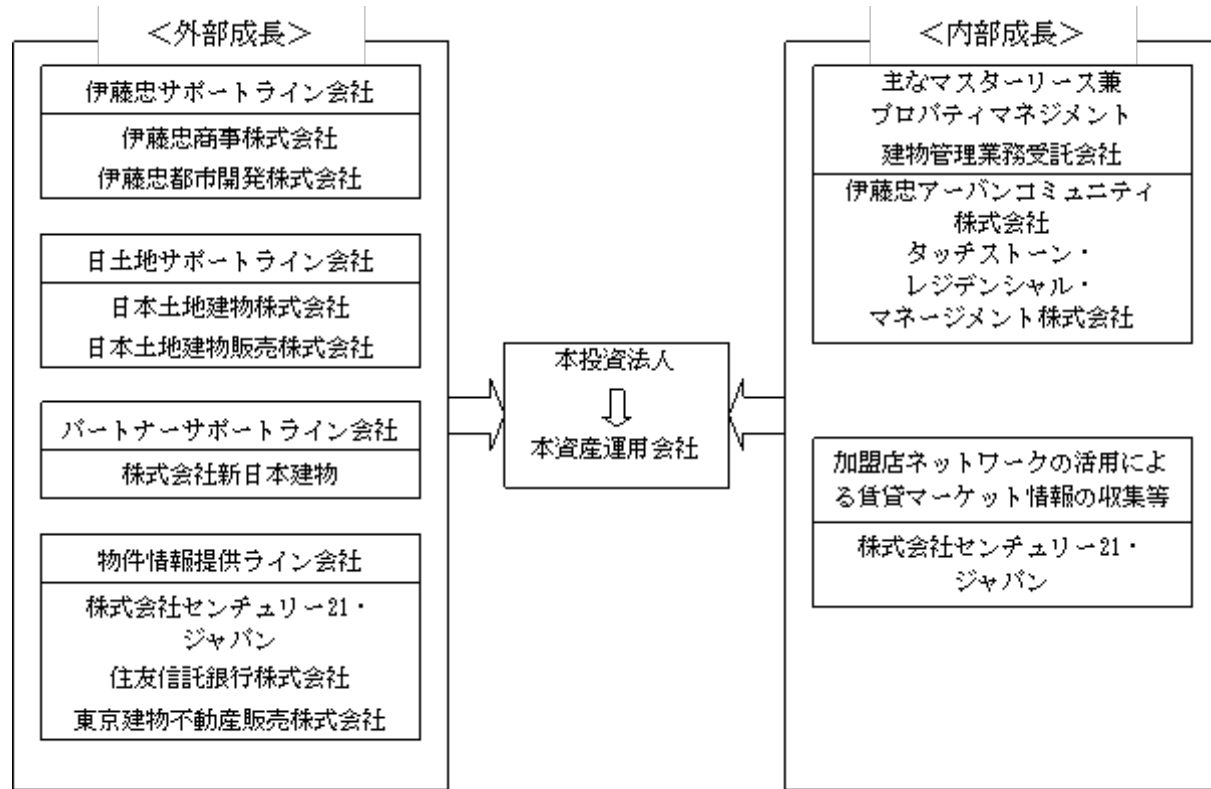 ＜外部成長＞
伊藤忠サポートライン会社
伊藤忠商事株式会社
伊藤忠都市開発株式会社
日土地サポートライン会社
日本土地建物株式会社
日本土地建物販売株式会社
パートナーサポートライン会社
株式会社新日本建物
物件情報提供ライン会社
株式会社センチュリー21・
ジャパン
住友信託銀行株式会社
東京建物不動産販売株式会社
本投資法人
本資産運用会社
＜内部成長＞
主なマスターリース兼
プロパティマネジメント
建物管理業務受託会社
伊藤忠アーバンコミュニティ
株式会社
タッチストーン・
レジデンシャル・
マネージメント株式会社
加盟店ネットワークの活用によ
る賃貸マーケット情報の収集等
株式会社センチュリー21・
ジャパン